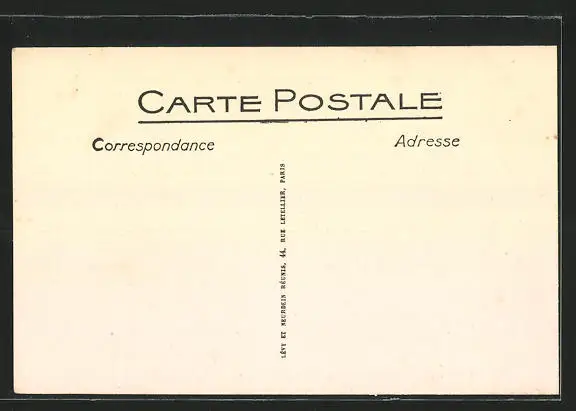 CARTE POSTALE
Correspondance
Adresse
LÉVY ET NEURDEIN RÉUNIS, 44, RUE LETELLIER, PARIS